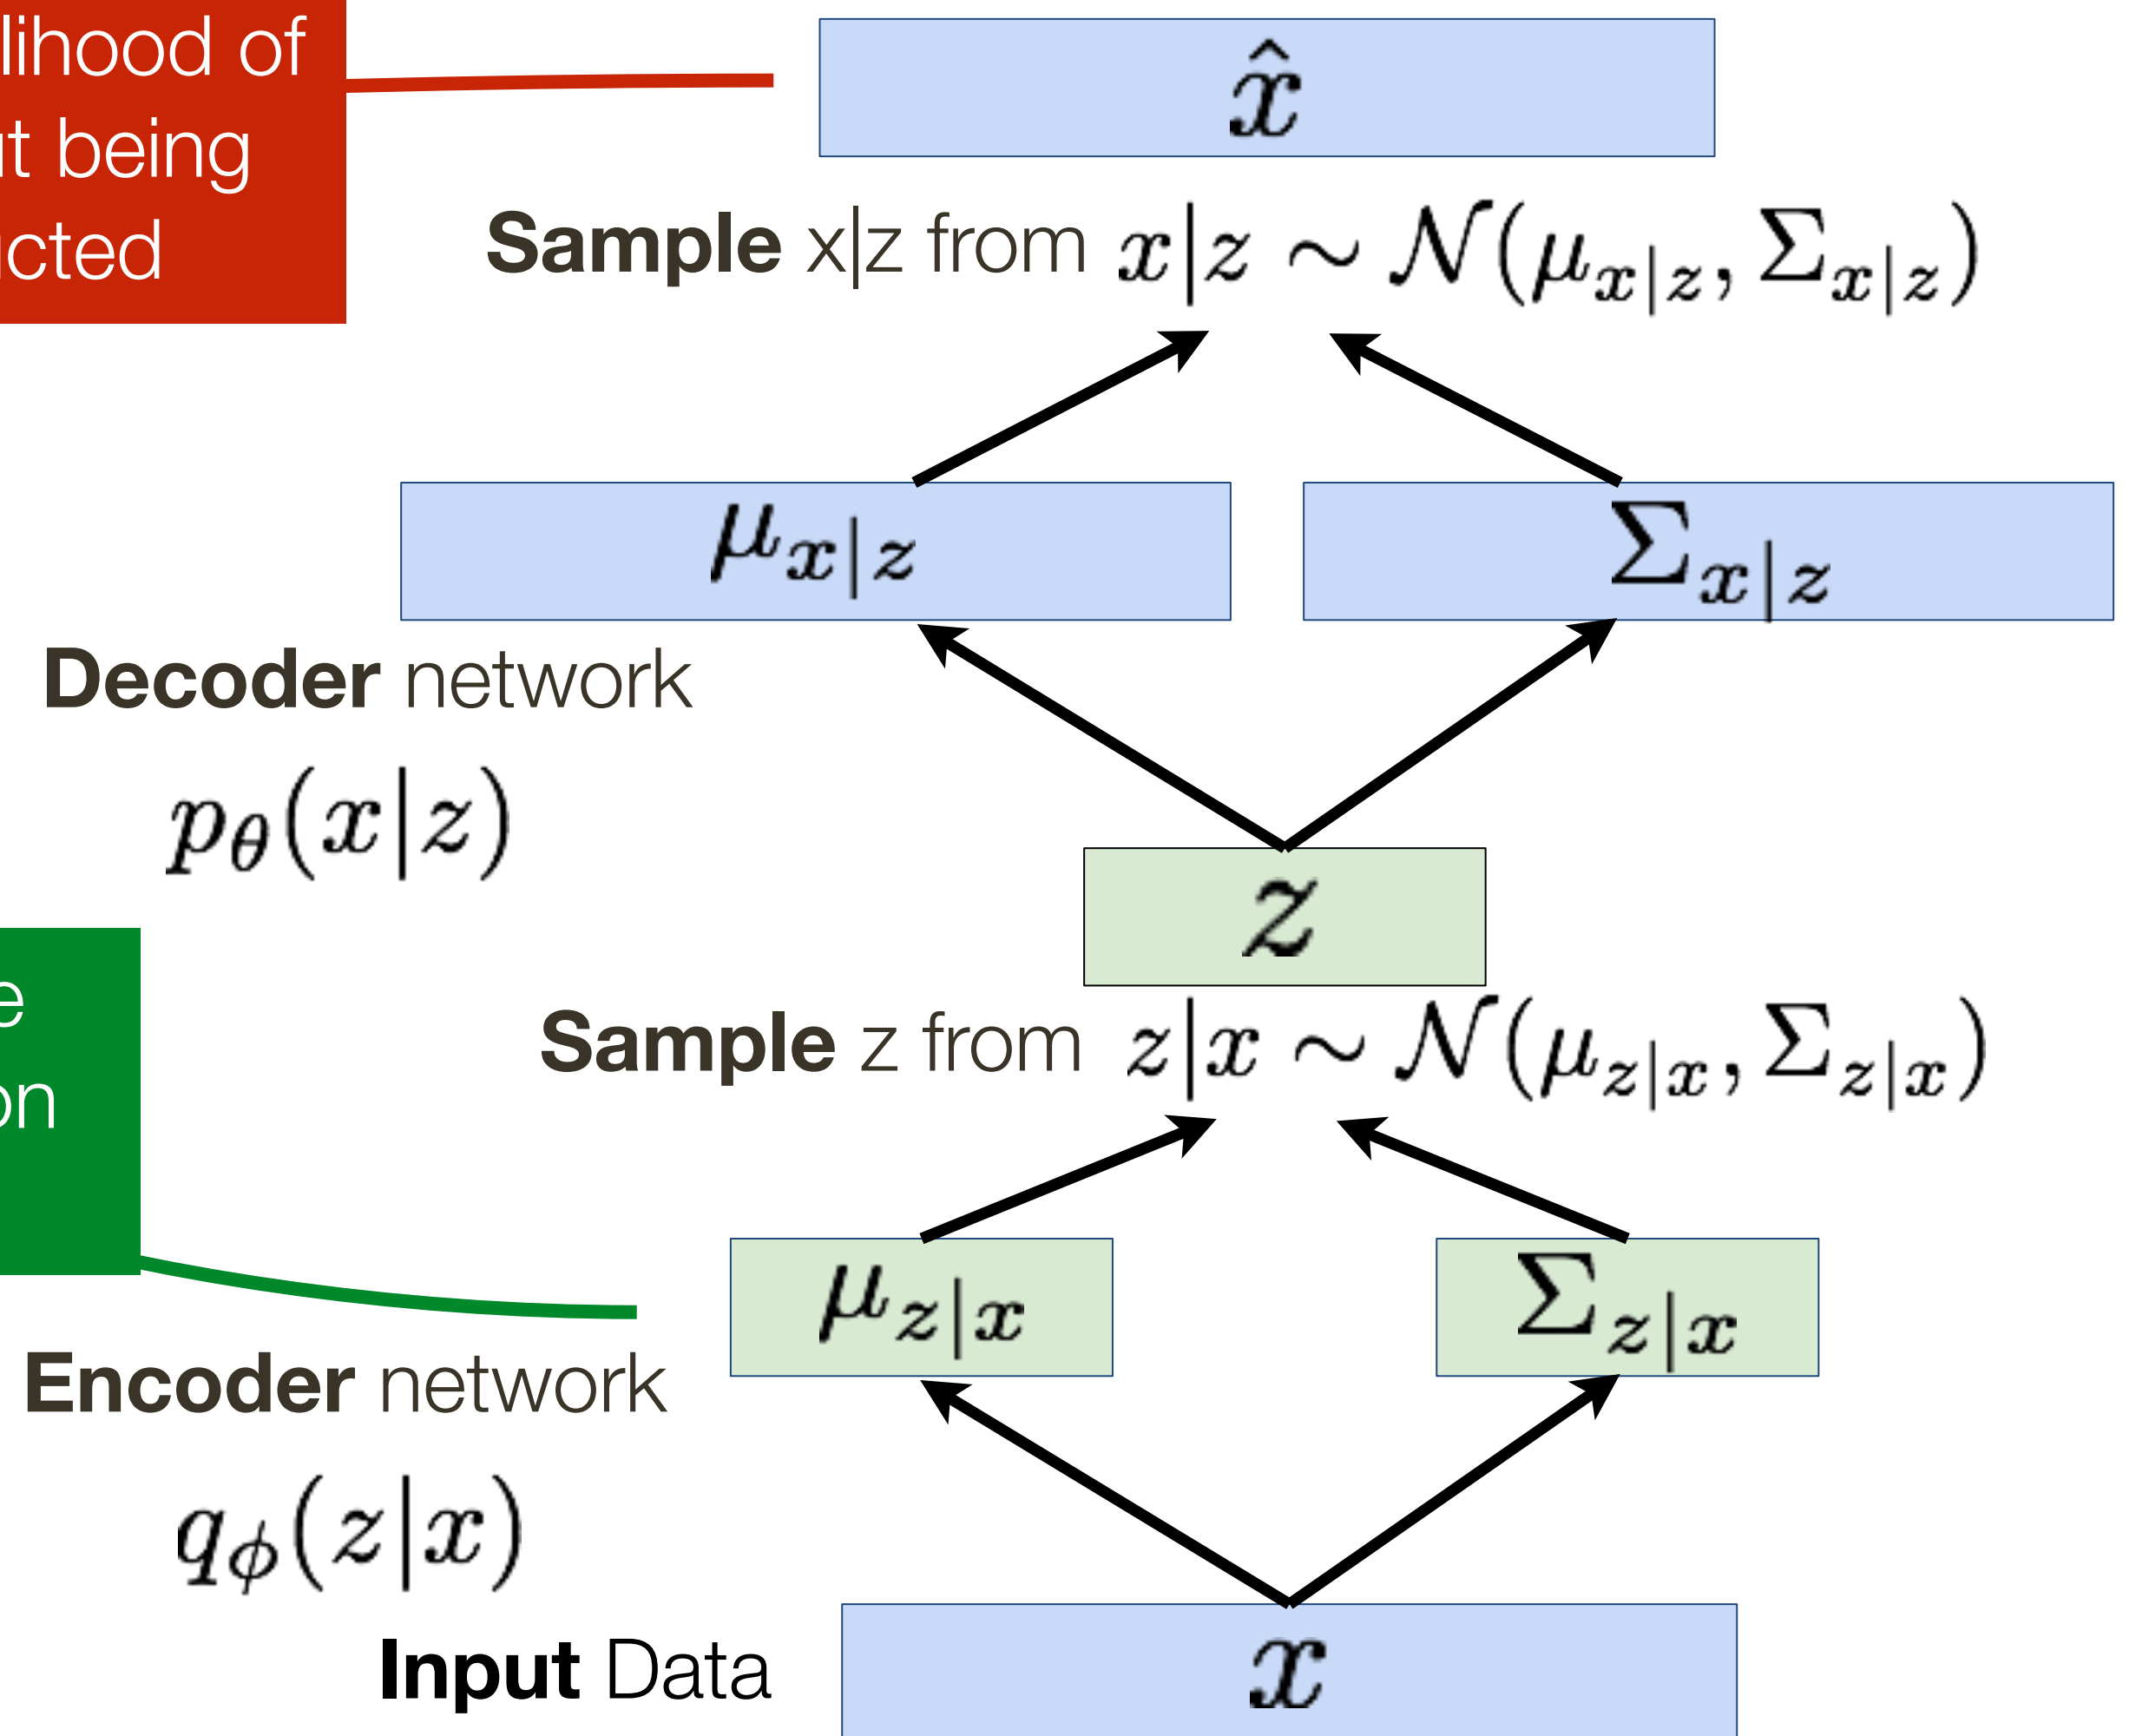 lihood of
t being
cted
x̂
Sample x|z from x|z ∼ 𝒩(μ_{x|z}, Σ_{x|z})
μ_{x|z}
Σ_{x|z}
Decoder network
p_θ(x|z)
z
e
on
Sample z from z|x ∼ 𝒩(μ_{z|x}, Σ_{z|x})
μ_{z|x}
Σ_{z|x}
Encoder network
q_ϕ(z|x)
Input Data
x